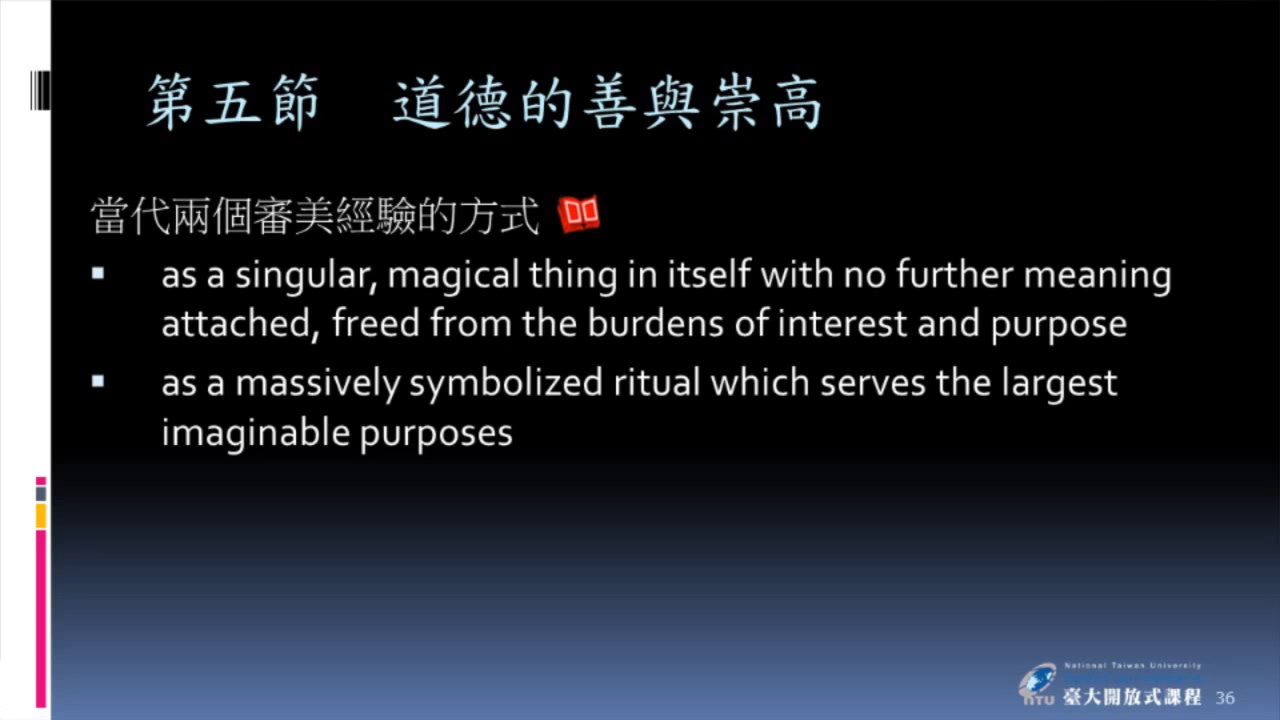 第五節 道德的善與崇高
當代兩個審美經驗的方式
as a singular, magical thing in itself with no further meaning
attached, freed from the burdens of interest and purpose
as a massively symbolized ritual which serves the largest
imaginable purposes
National Taiwan University
NTU
臺大開放式課程
36